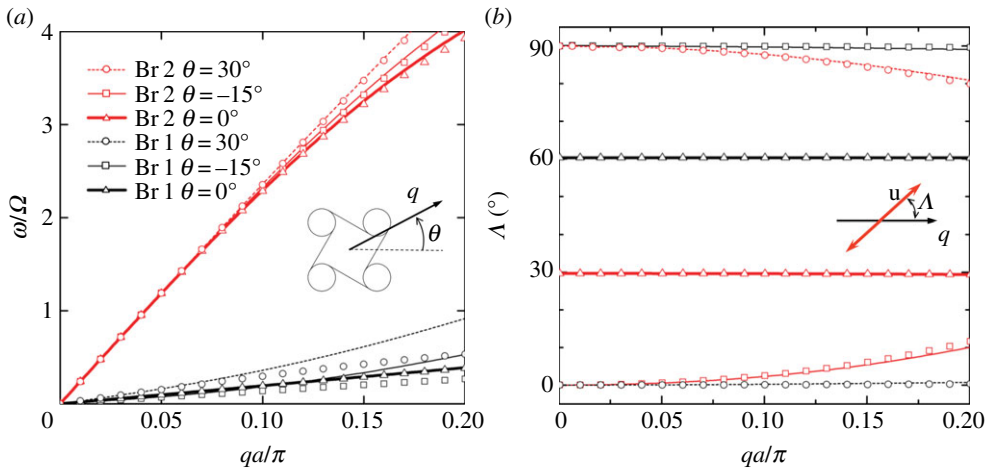 (a)
Br 2 θ = 30°
Br 2 θ = –15°
Br 2 θ = 0°
Br 1 θ = 30°
Br 1 θ = –15°
Br 1 θ = 0°
q
θ
4
3
2
1
0
ω/Ω
0 0.05 0.10 0.15 0.20
qa/π
(b)
90
60
30
0
Λ (°)
u
Λ
q
0 0.05 0.10 0.15 0.20
qa/π